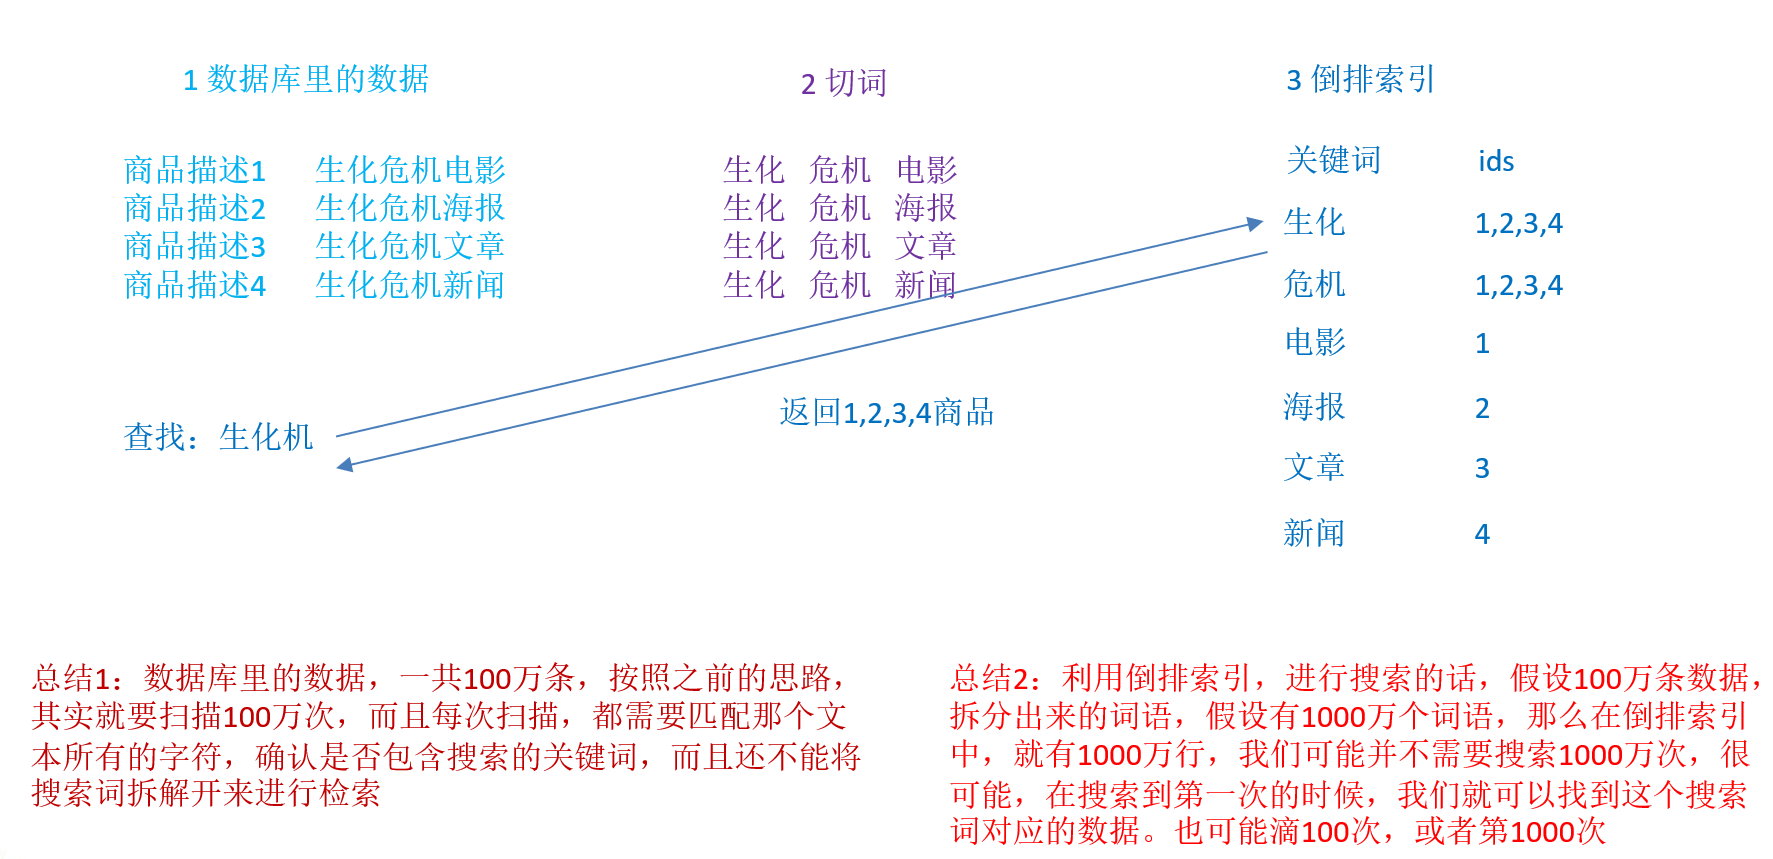 1 数据库里的数据
2 切词
3 倒排索引
商品描述1 生化危机电影
商品描述2 生化危机海报
商品描述3 生化危机文章
商品描述4 生化危机新闻
生化 危机 电影
生化 危机 海报
生化 危机 文章
生化 危机 新闻
关键词 ids
生化 1,2,3,4
危机 1,2,3,4
电影 1
海报 2
文章 3
新闻 4
查找：生化机
返回1,2,3,4商品
总结1：数据库里的数据，一共100万条，按照之前的思路，
其实就要扫描100万次，而且每次扫描，都需要匹配那个文
本所有的字符，确认是否包含搜索的关键词，而且还不能将
搜索词拆解开来进行检索
总结2：利用倒排索引，进行搜索的话，假设100万条数据，
拆分出来的词语，假设有1000万个词语，那么在倒排索引
中，就有1000万行，我们可能并不需要搜索1000万次，很
可能，在搜索到第一次的时候，我们就可以找到这个搜索
词对应的数据。也可能滴100次，或者第1000次